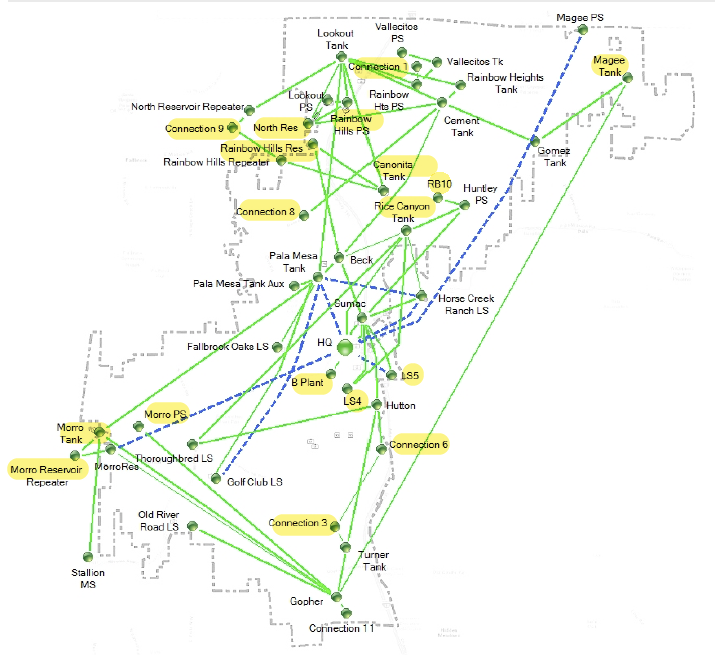 Magee PS
Vallecitos
PS
Lookout
Tank
Connection 1
Vallecitos Tk
Magee
Tank
Rainbow Heights
Tank
Rainbow
Hts PS
Lookout
PS
North Reservoir Repeater
Rainbow
Hills PS
Cement
Tank
Connection 9
North Res
Rainbow Hills Res
Rainbow Hills Repeater
Gomez
Tank
Canonita
Tank
RB10
Huntley
PS
Rice Canyon
Tank
Connection 8
Pala Mesa
Tank
Beck
Pala Mesa Tank Aux
Horse Creek
Ranch LS
Sumac
HQ
Fallbrook Oaks LS
B Plant
LS5
LS4
Hutton
Morro PS
Morro
Tank
Connection 6
MorroRes
Thoroughbred LS
Morro Reservoir
Repeater
Golf Club LS
Old River
Road LS
Connection 3
Turner
Tank
Stallion
MS
Gopher
Connection 11